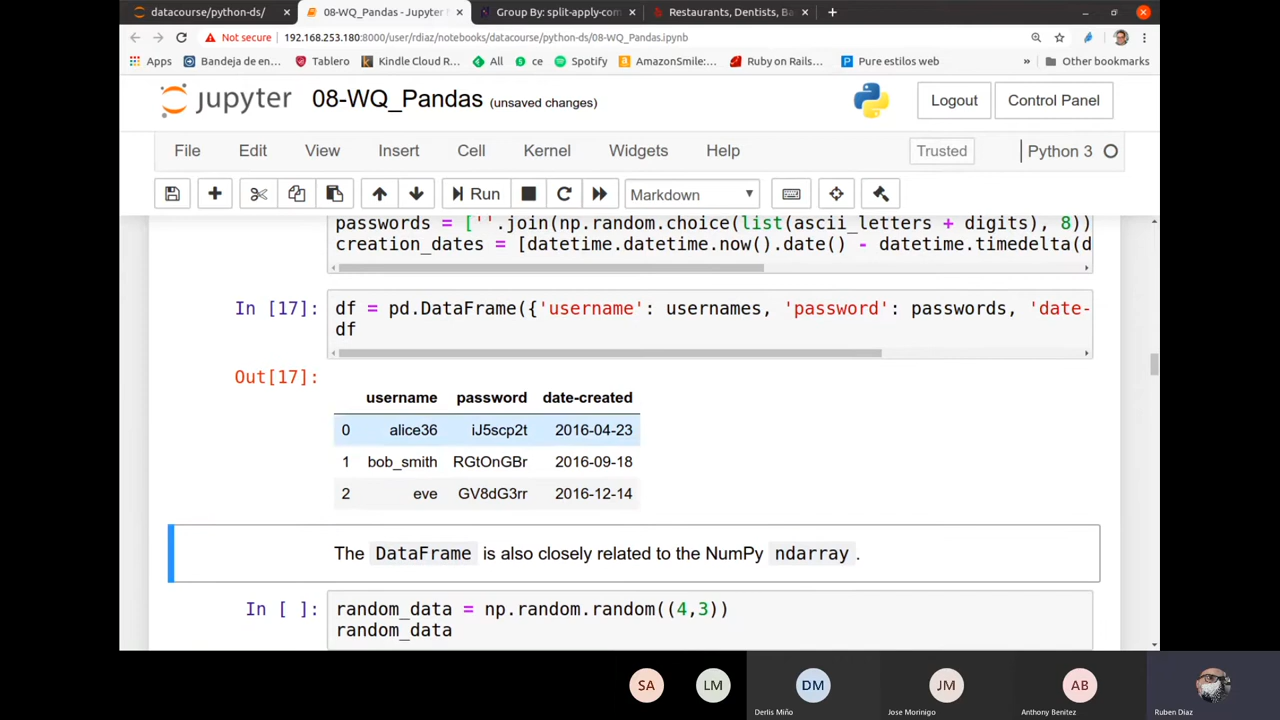 datacourse/python-ds/
08-WQ_Pandas - Jupyter N
Group By: split-apply-com
Restaurants, Dentists, Ba
Not secure
192.168.253.180:8000/user/rdiaz/notebooks/datacourse/python-ds/08-WQ_Pandas.ipynb
Apps
Bandeja de en...
Tablero
Kindle Cloud R...
All
ce
Spotify
AmazonSmile:...
Ruby on Rails...
Pure estilos web
»
Other bookmarks
jupyter
08-WQ_Pandas (unsaved changes)
Logout
Control Panel
File
Edit
View
Insert
Cell
Kernel
Widgets
Help
Trusted
Python 3
Run
Markdown
passwords = [''.join(np.random.choice(list(ascii_letters + digits), 8))
creation_dates = [datetime.datetime.now().date() - datetime.timedelta(d
In [17]:
df = pd.DataFrame({'username': usernames, 'password': passwords, 'date-
df
Out[17]:
username password date-created
0 alice36 iJ5scp2t 2016-04-23
1 bob_smith RGtOnGBr 2016-09-18
2 eve GV8dG3rr 2016-12-14
The DataFrame is also closely related to the NumPy ndarray.
In [ ]:
random_data = np.random.random((4,3))
random_data
SA
LM
DM
JM
AB
Derlis Miño
Jose Morinigo
Anthony Benitez
Ruben Diaz